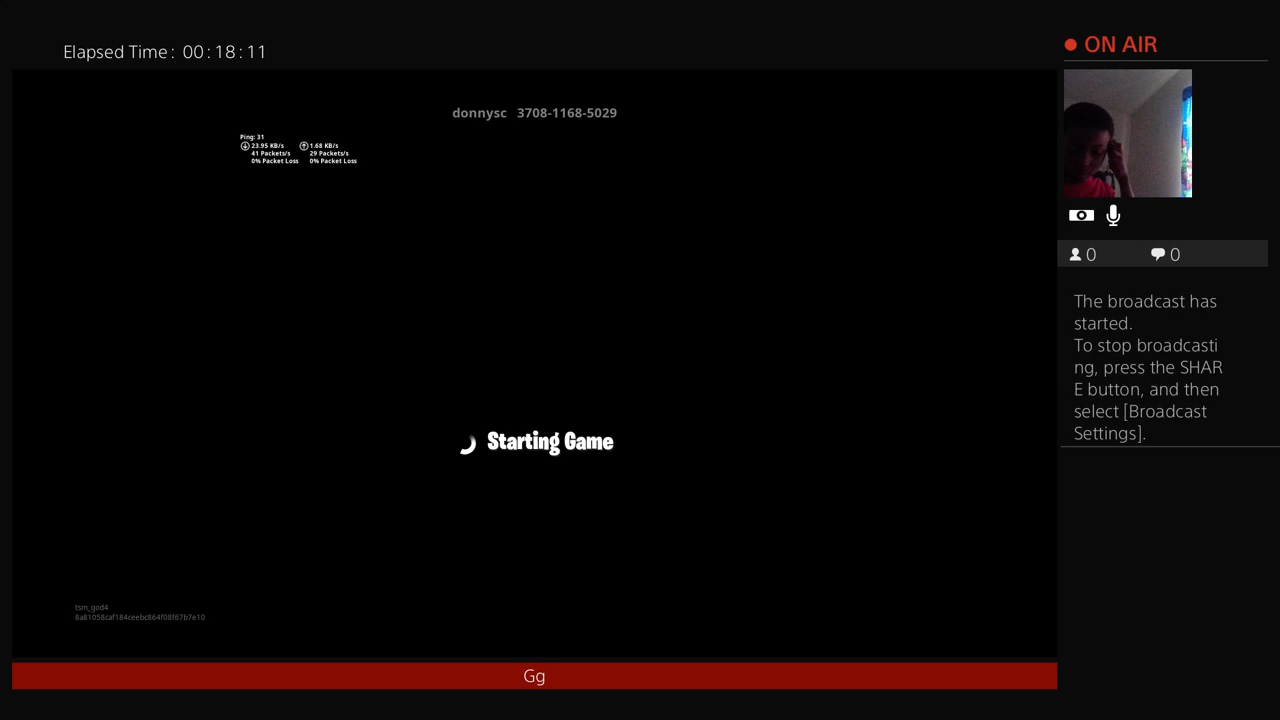 Elapsed Time: 00:18:11
ON AIR
donnysc 3708-1168-5029
Ping: 31
23.95 KB/s 1.68 KB/s
41 Packets/s 29 Packets/s
0% Packet Loss 0% Packet Loss
0 0
The broadcast has
started.
To stop broadcasti
ng, press the SHAR
E button, and then
select [Broadcast
Settings].
Starting Game
tsm_god4
8a81058caf184ceebc864f08f67b7e10
Gg